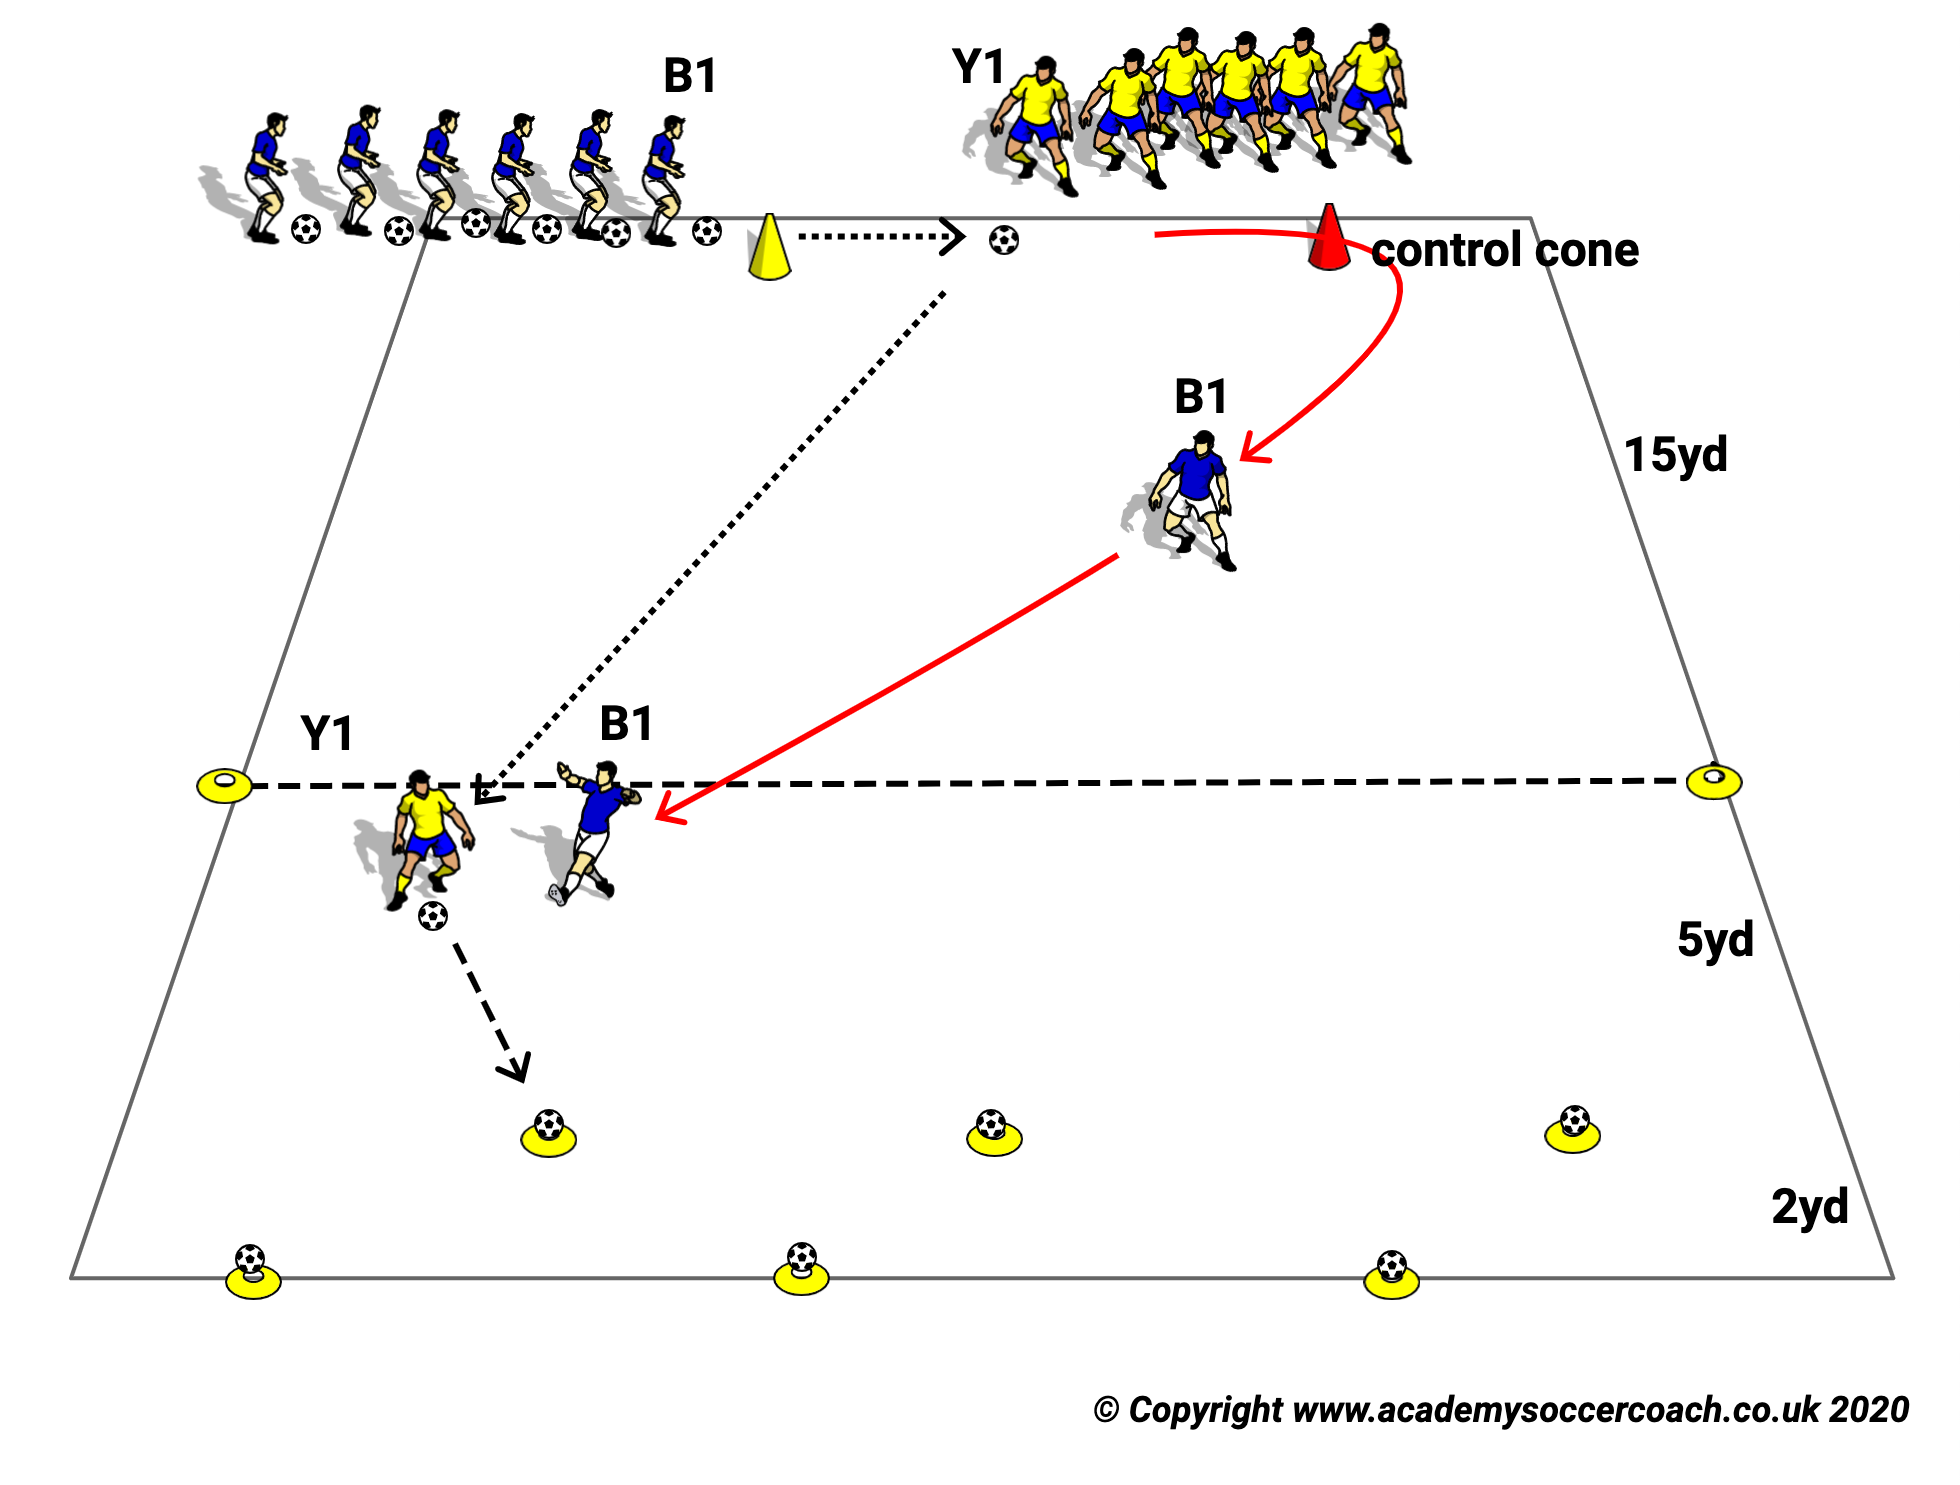 B1
Y1
control cone
B1
15yd
Y1
B1
5yd
2yd
© Copyright www.academysoccercoach.co.uk 2020